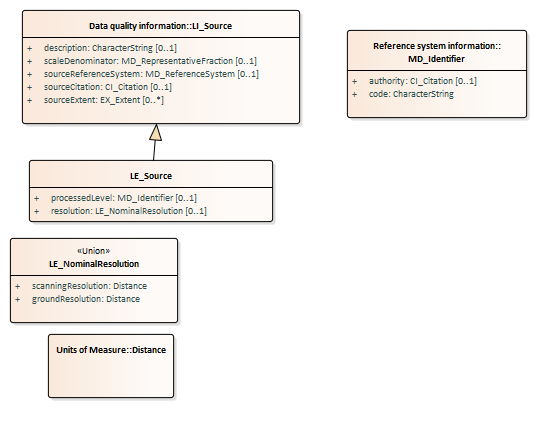 Data quality information::LI_Source
+ description: CharacterString [0..1]
+ scaleDenominator: MD_RepresentativeFraction [0..1]
+ sourceReferenceSystem: MD_ReferenceSystem [0..1]
+ sourceCitation: CI_Citation [0..1]
+ sourceExtent: EX_Extent [0..*]
Reference system information::
MD_Identifier
+ authority: CI_Citation [0..1]
+ code: CharacterString
LE_Source
+ processedLevel: MD_Identifier [0..1]
+ resolution: LE_NominalResolution [0..1]
«Union»
LE_NominalResolution
+ scanningResolution: Distance
+ groundResolution: Distance
Units of Measure::Distance